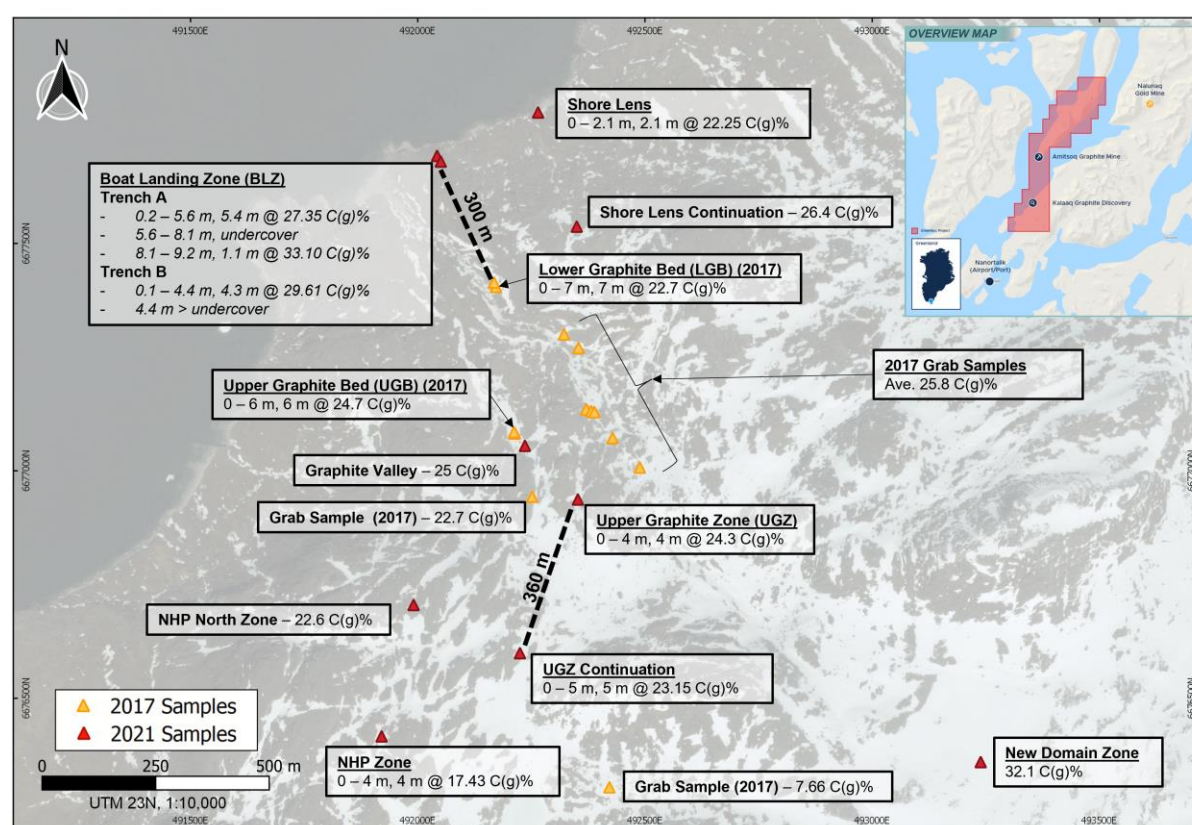 491500E
492000E
492500E
493000E
493500E
N
OVERVIEW MAP
Nalunaq
Gold Mine
Amitsoq Graphite Mine
Kalaaq Graphite Discovery
Amitsoq Project
Greenland
Nanortalik
(Airport/Port)
Shore Lens
0 – 2.1 m, 2.1 m @ 22.25 C(g)%
Boat Landing Zone (BLZ)
Trench A
- 0.2 – 5.6 m, 5.4 m @ 27.35 C(g)%
- 5.6 – 8.1 m, undercover
- 8.1 – 9.2 m, 1.1 m @ 33.10 C(g)%
Trench B
- 0.1 – 4.4 m, 4.3 m @ 29.61 C(g)%
- 4.4 m > undercover
300 m
Shore Lens Continuation – 26.4 C(g)%
6677500N
6677500N
Lower Graphite Bed (LGB) (2017)
0 – 7 m, 7 m @ 22.7 C(g)%
2017 Grab Samples
Ave. 25.8 C(g)%
Upper Graphite Bed (UGB) (2017)
0 – 6 m, 6 m @ 24.7 C(g)%
Graphite Valley – 25 C(g)%
6677000N
6677000N
Grab Sample (2017) – 22.7 C(g)%
Upper Graphite Zone (UGZ)
0 – 4 m, 4 m @ 24.3 C(g)%
360 m
NHP North Zone – 22.6 C(g)%
UGZ Continuation
0 – 5 m, 5 m @ 23.15 C(g)%
6676500N
6676500N
2017 Samples
2021 Samples
0 250 500 m
UTM 23N, 1:10,000
NHP Zone
0 – 4 m, 4 m @ 17.43 C(g)%
Grab Sample (2017) – 7.66 C(g)%
New Domain Zone
32.1 C(g)%
491500E
492000E
492500E
493000E
493500E